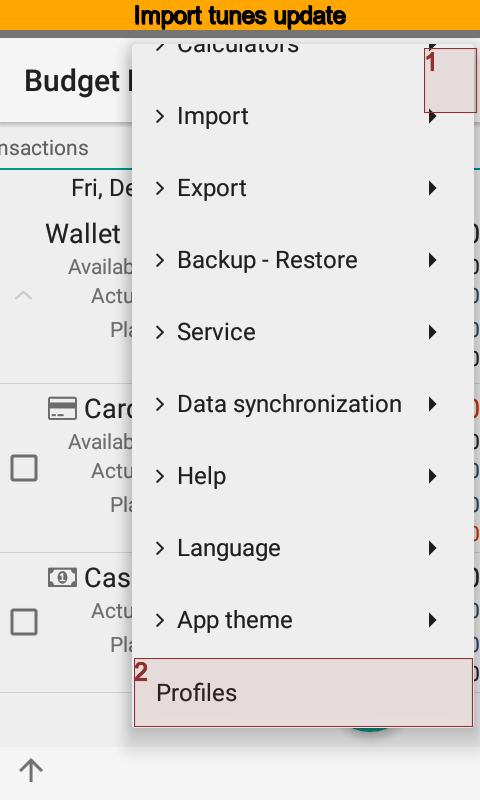 Import tunes update
Calculators
1
Budget
Import
nsactions
Export
Fri, De
Wallet
Backup - Restore
Availab
Actu
Pla
Service
Data synchronization
Card
Availab
Actu
Help
Pla
Language
Cas
Actu
App theme
Pla
2
Profiles